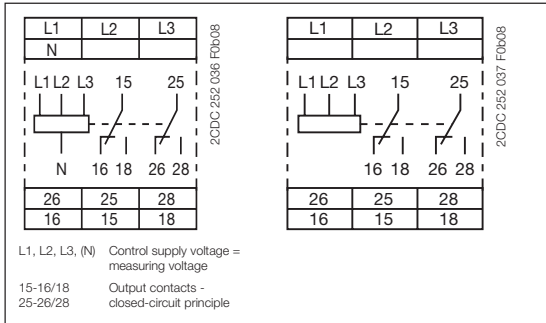 L1 L2 L3
N
L1 L2 L3 15 25
N 16 18 26 28
26 25 28
16 15 18
2CDC 252 036 F0b08
L1 L2 L3
L1 L2 L3 15 25
16 18 26 28
26 25 28
16 15 18
2CDC 252 037 F0b08
L1, L2, L3, (N) Control supply voltage =
measuring voltage
15-16/18 Output contacts -
25-26/28 closed-circuit principle